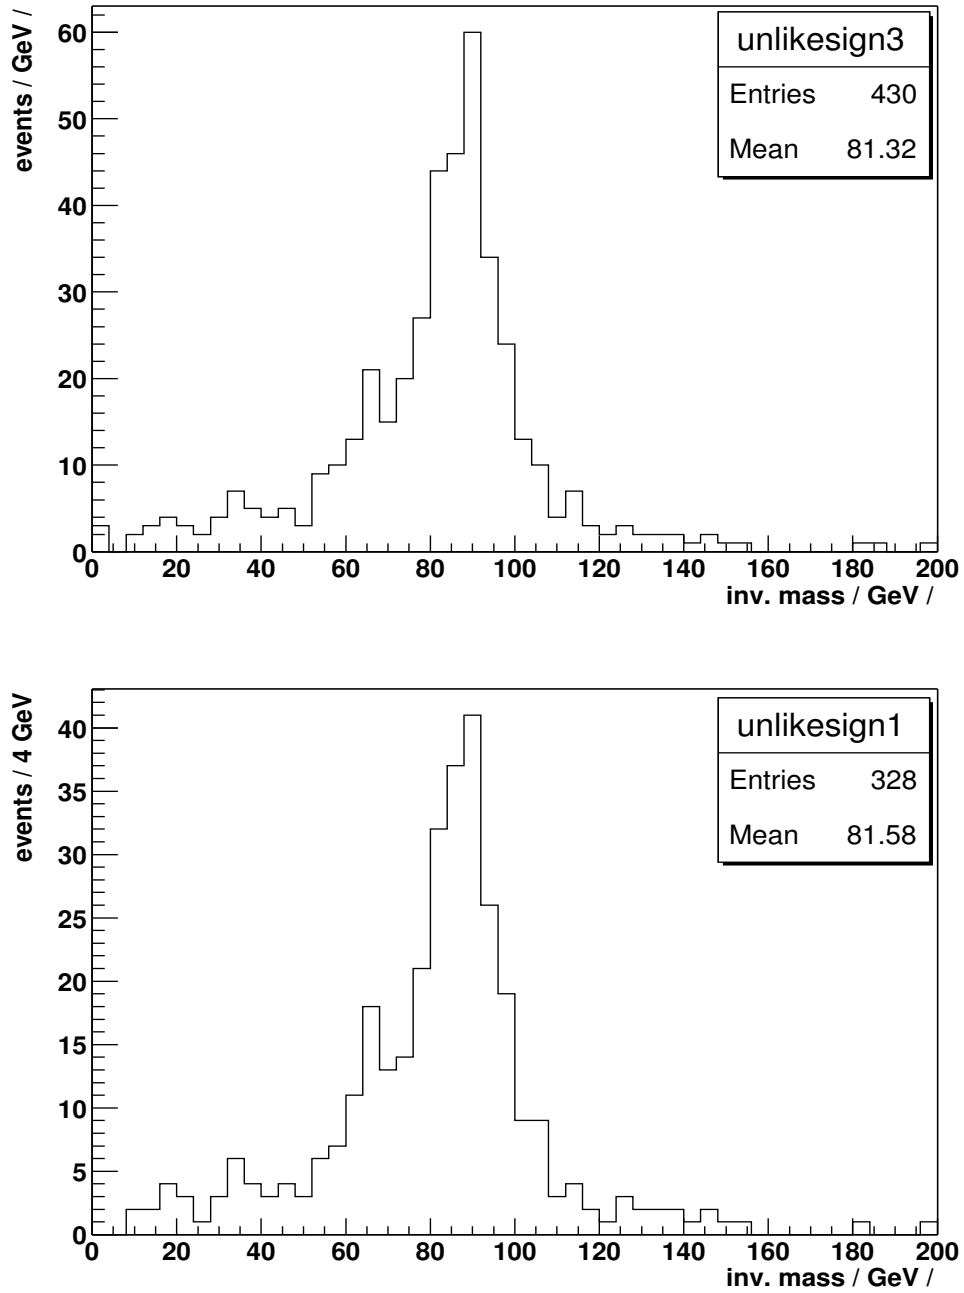 events / GeV /
60
50
40
30
20
10
0
unlikesign3
Entries 430
Mean 81.32
0 20 40 60 80 100 120 140 160 180 200
inv. mass / GeV /
events / 4 GeV
40
35
30
25
20
15
10
5
0
unlikesign1
Entries 328
Mean 81.58
0 20 40 60 80 100 120 140 160 180 200
inv. mass / GeV /